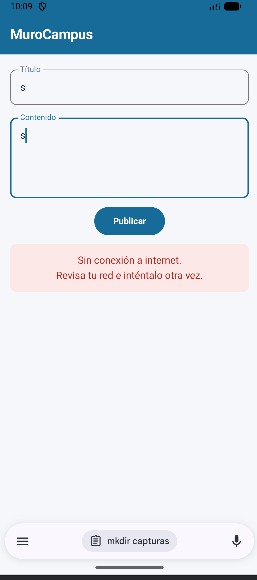 10:09
MuroCampus
Título
s
Contenido
s
Publicar
Sin conexión a internet.
Revisa tu red e inténtalo otra vez.
mkdir capturas